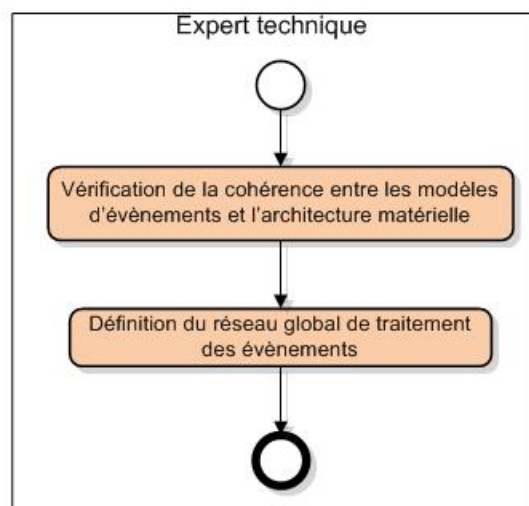 Expert technique
Vérification de la cohérence entre les modèles
d'évènements et l'architecture matérielle
Définition du réseau global de traitement
des évènements